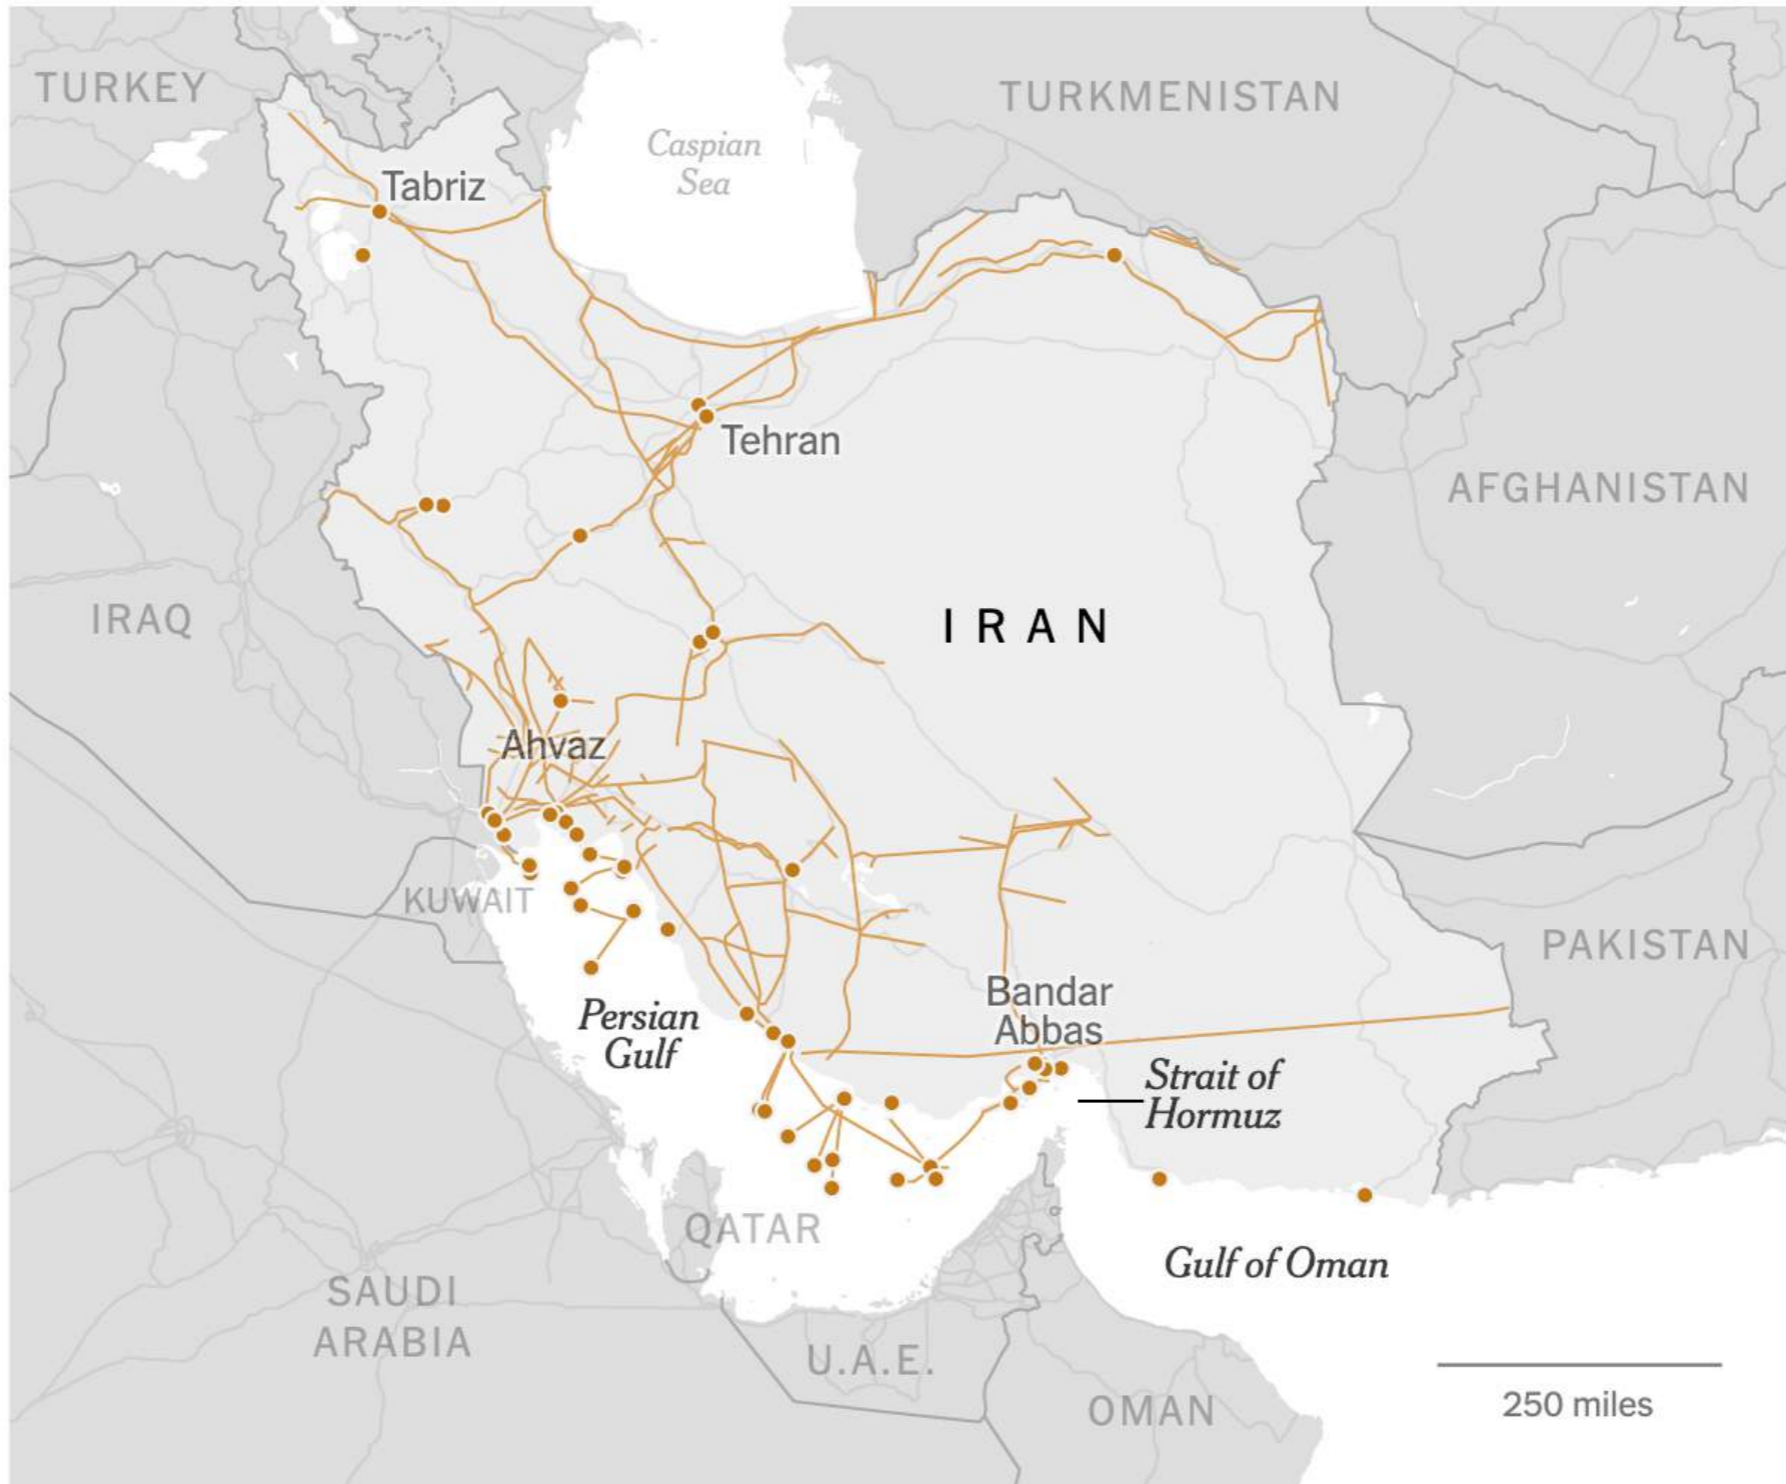 TURKEY
TURKMENISTAN
Caspian
Sea
Tabriz
Tehran
AFGHANISTAN
IRAQ
IRAN
Ahvaz
KUWAIT
PAKISTAN
Persian
Gulf
Bandar
Abbas
Strait of
Hormuz
QATAR
Gulf of Oman
SAUDI
ARABIA
U.A.E.
OMAN
250 miles